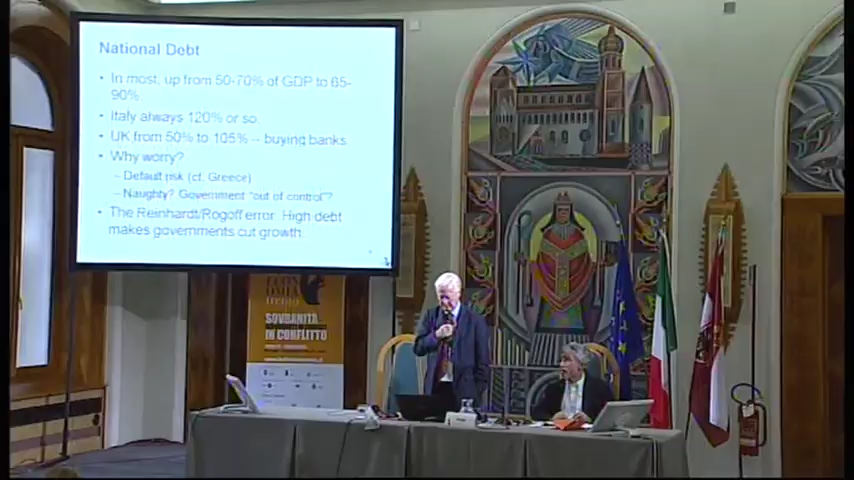 National Debt
• In most, up from 50-70% of GDP to 65-
90%.
• Italy always 120% or so.
• UK from 50% to 105% -- buying banks.
• Why worry?
– Default risk (cf. Greece)
– Naughty? Government "out of control"?
• The Reinhardt/Rogoff error: High debt
makes governments cut growth.
SOVRANITÀ
IN CONFLITTO